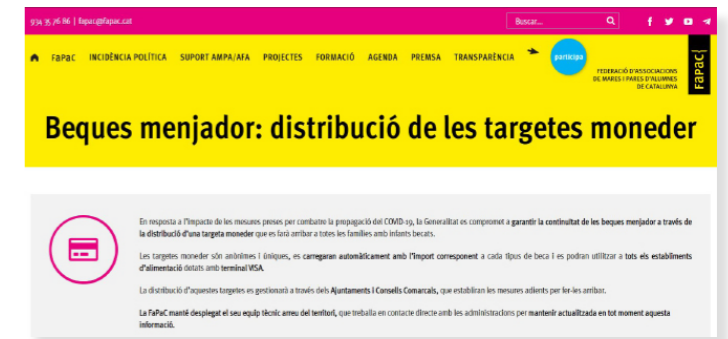 934 35 76 86 | fapac@fapac.cat
Buscar...
FaPaC INCIDÈNCIA POLÍTICA SUPORT AMPA/AFA PROJECTES FORMACIÓ AGENDA PREMSA TRANSPARÈNCIA
participa
FEDERACIÓ D'ASSOCIACIONS
DE MARES I PARES D'ALUMNES
DE CATALUNYA
FaPaC
Beques menjador: distribució de les targetes moneder
En resposta a l'impacte de les mesures preses per combatre la propagació del COVID-19, la Generalitat es compromet a garantir la continuïtat de les beques menjador a través de
la distribució d'una targeta moneder que es farà arribar a totes les famílies amb infants becats.
Les targetes moneder són anònimes i úniques, es carregaran automàticament amb l'import corresponent a cada tipus de beca i es podran utilitzar a tots els establiments
d'alimentació dotats amb terminal VISA.
La distribució d'aquestes targetes es gestionarà a través dels Ajuntaments i Consells Comarcals, que establiran les mesures adients per fer-les arribar.
La FaPaC manté desplegat el seu equip tècnic arreu del territori, que treballa en contacte directe amb les administracions per mantenir actualitzada en tot moment aquesta
informació.